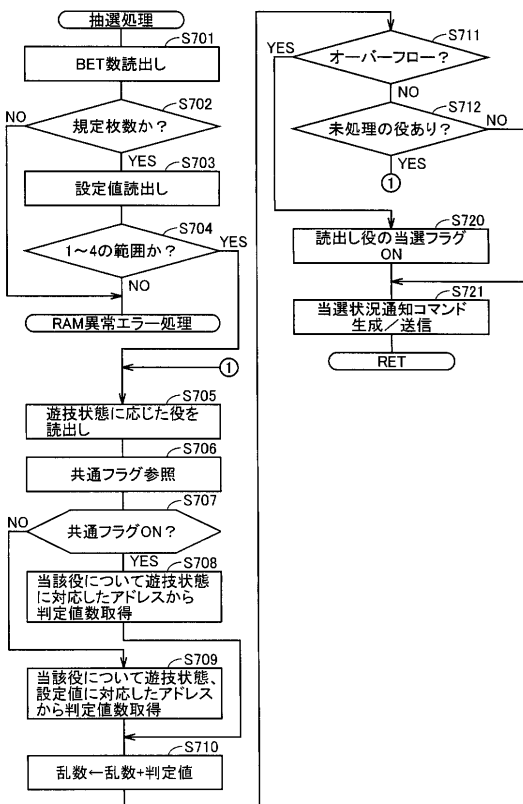 抽選処理
S701
BET数読出し
S702
規定枚数か？
NO
YES
S703
設定値読出し
S704
1〜4の範囲か？
YES
NO
RAM異常エラー処理
①
S705
遊技状態に応じた役を
読出し
S706
共通フラグ参照
S707
共通フラグON？
NO
YES
S708
当該役について遊技状態
に対応したアドレスから
判定値数取得
S709
当該役について遊技状態、
設定値に対応したアドレス
から判定値数取得
S710
乱数←乱数+判定値
S711
オーバーフロー？
YES
NO
S712
未処理の役あり？
NO
YES
①
S720
読出し役の当選フラグ
ON
S721
当選状況通知コマンド
生成／送信
RET